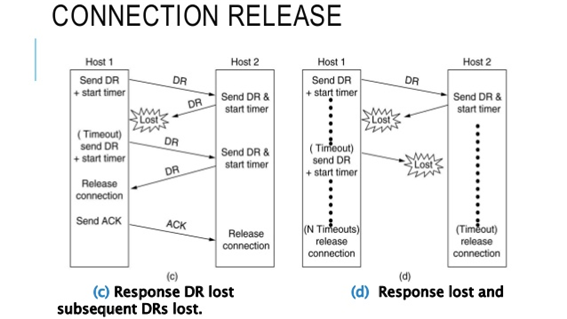 CONNECTION RELEASE
Host 1
Host 2
Send DR
+ start timer
DR
DR
Send DR &
start timer
Lost
( Timeout)
send DR
+ start timer
DR
Send DR &
start timer
DR
Release
connection
Send ACK
ACK
Release
connection
(c)
Host 1
Host 2
Send DR
+ start timer
DR
Send DR &
start timer
Lost
( Timeout)
send DR
+ start timer
Lost
(N Timeouts)
release
connection
(Timeout)
release
connection
(d)
(c) Response DR lost
(d) Response lost and
subsequent DRs lost.